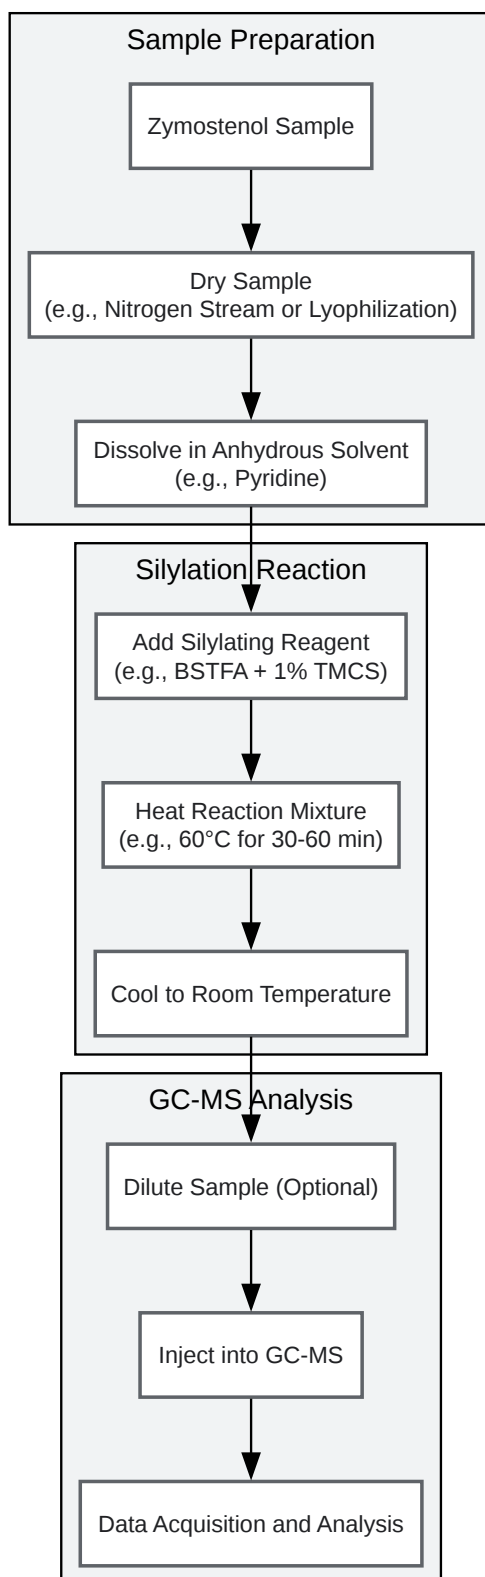 Sample Preparation
Zymostenol Sample
Dry Sample
(e.g., Nitrogen Stream or Lyophilization)
Dissolve in Anhydrous Solvent
(e.g., Pyridine)
Silylation Reaction
Add Silylating Reagent
(e.g., BSTFA + 1% TMCS)
Heat Reaction Mixture
(e.g., 60°C for 30-60 min)
Cool to Room Temperature
GC-MS Analysis
Dilute Sample (Optional)
Inject into GC-MS
Data Acquisition and Analysis